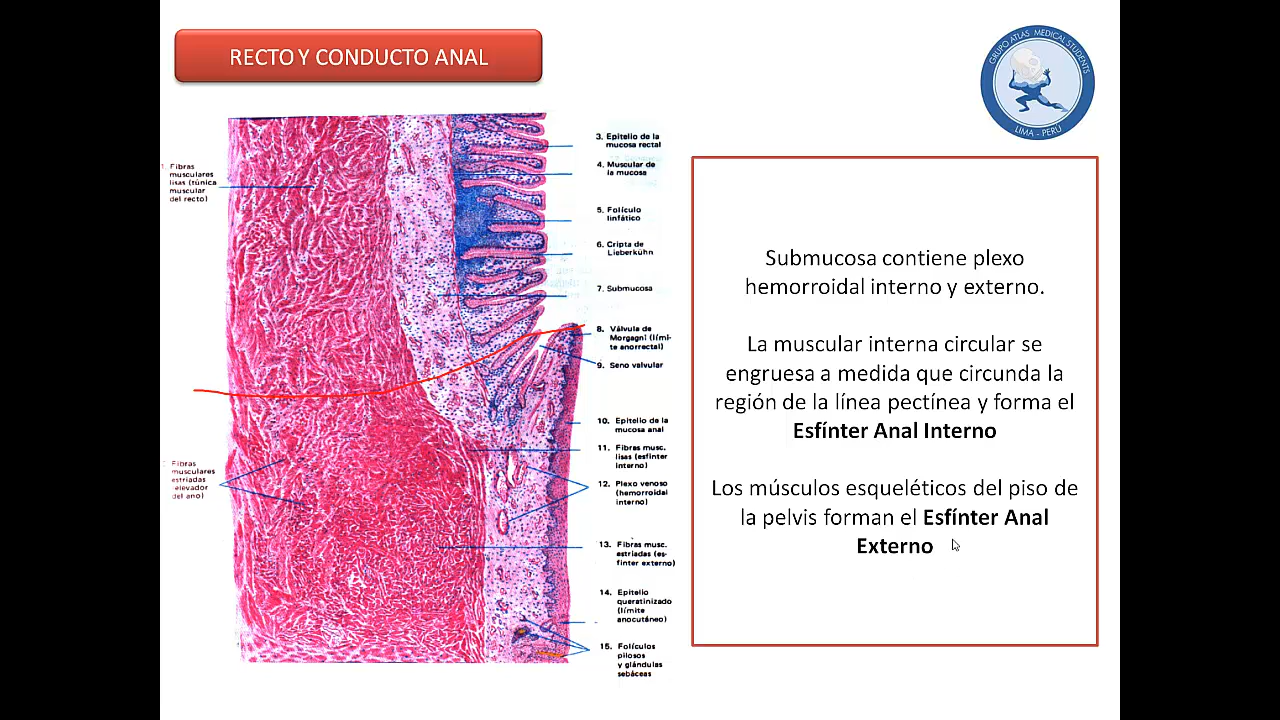 RECTO Y CONDUCTO ANAL
GRUPO ATLAS MEDICAL STUDENTS
LIMA - PERÚ
1. Fibras
musculares
lisas (túnica
muscular
del recto)
Fibras
musculares
estriadas
(elevador
del ano)
3. Epitelio de la
mucosa rectal
4. Muscular de
la mucosa
5. Folículo
linfático
6. Cripta de
Lieberkühn
7. Submucosa
8. Válvula de
Morgagni (lími-
te anorrectal)
9. Seno valvular
10. Epitelio de la
mucosa anal
11. Fibras musc.
lisas (esfínter
interno)
12. Plexo venoso
(hemorroidal
interno)
13. Fibras musc.
estriadas (es-
fínter externo)
14. Epitelio
queratinizado
(límite
anocutáneo)
15. Folículos
pilosos
y glándulas
sebáceas
Submucosa contiene plexo
hemorroidal interno y externo.
La muscular interna circular se
engruesa a medida que circunda la
región de la línea pectínea y forma el
Esfínter Anal Interno
Los músculos esqueléticos del piso de
la pelvis forman el Esfínter Anal
Externo